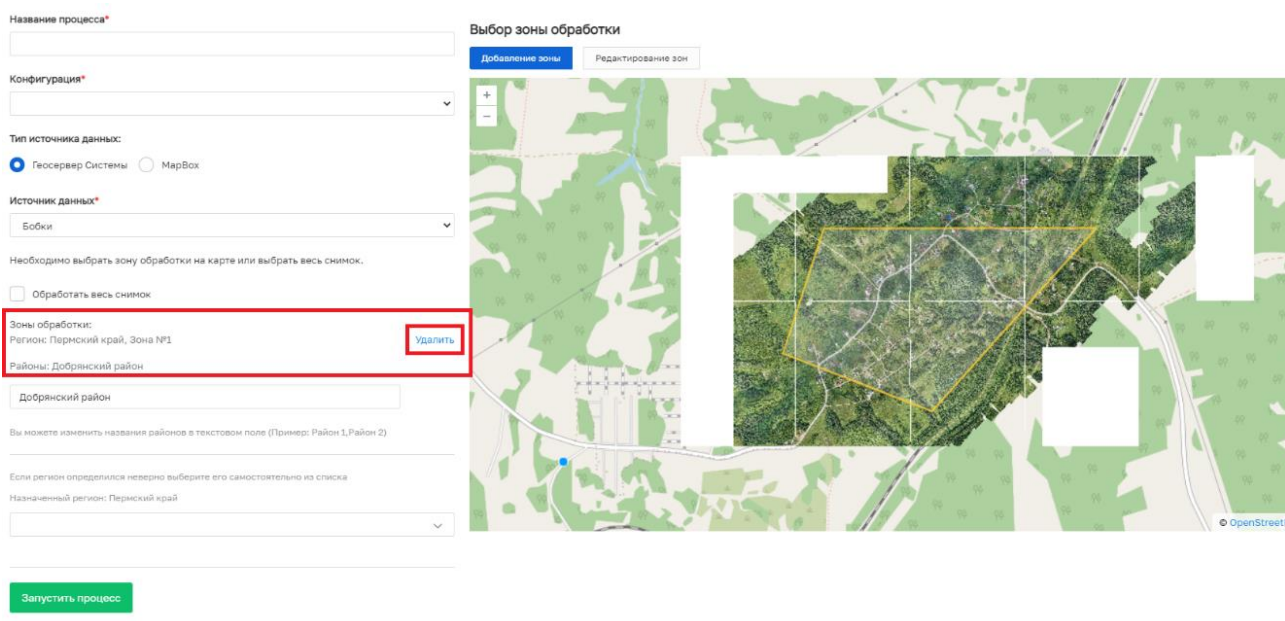 Название процесса*
Конфигурация*
Тип источника данных:
Геосервер Системы MapBox
Источник данных*
Бобки
Необходимо выбрать зону обработки на карте или выбрать весь снимок.
Обработать весь снимок
Зоны обработки:
Регион: Пермский край, Зона №1
Удалить
Районы: Добрянский район
Добрянский район
Вы можете изменить названия районов в текстовом поле (Пример: Район 1,Район 2)
Если регион определился неверно выберите его самостоятельно из списка
Назначенный регион: Пермский край
Запустить процесс
Выбор зоны обработки
Добавление зоны Редактирование зон
+
−
© OpenStreet